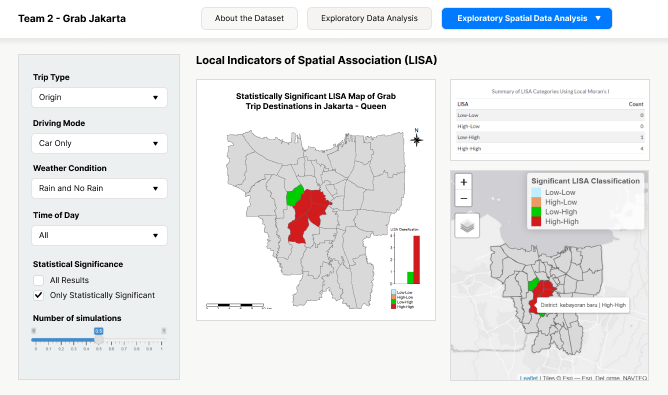 Team 2 - Grab Jakarta
About the Dataset
Exploratory Data Analysis
Exploratory Spatial Data Analysis
Trip Type
Origin
Driving Mode
Car Only
Weather Condition
Rain and No Rain
Time of Day
All
Statistical Significance
All Results
Only Statistically Significant
Number of simulations
0 0.5 1
0 0.1 0.2 0.3 0.4 0.5 0.6 0.7 0.8 0.9 1
Local Indicators of Spatial Association (LISA)
Statistically Significant LISA Map of Grab
Trip Destinations in Jakarta - Queen
N
LISA Classification
4
3
2
1
0
Low-Low
High-Low
Low-High
High-High
Summary of LISA Categories Using Local Moran's I
LISA Count
Low-Low 0
High-Low 0
Low-High 1
High-High 4
+
−
Significant LISA Classification
Low-Low
High-Low
Low-High
High-High
District: kebayoran baru | High-High
Leaflet | Tiles © Esri — Esri, DeLorme, NAVTEQ